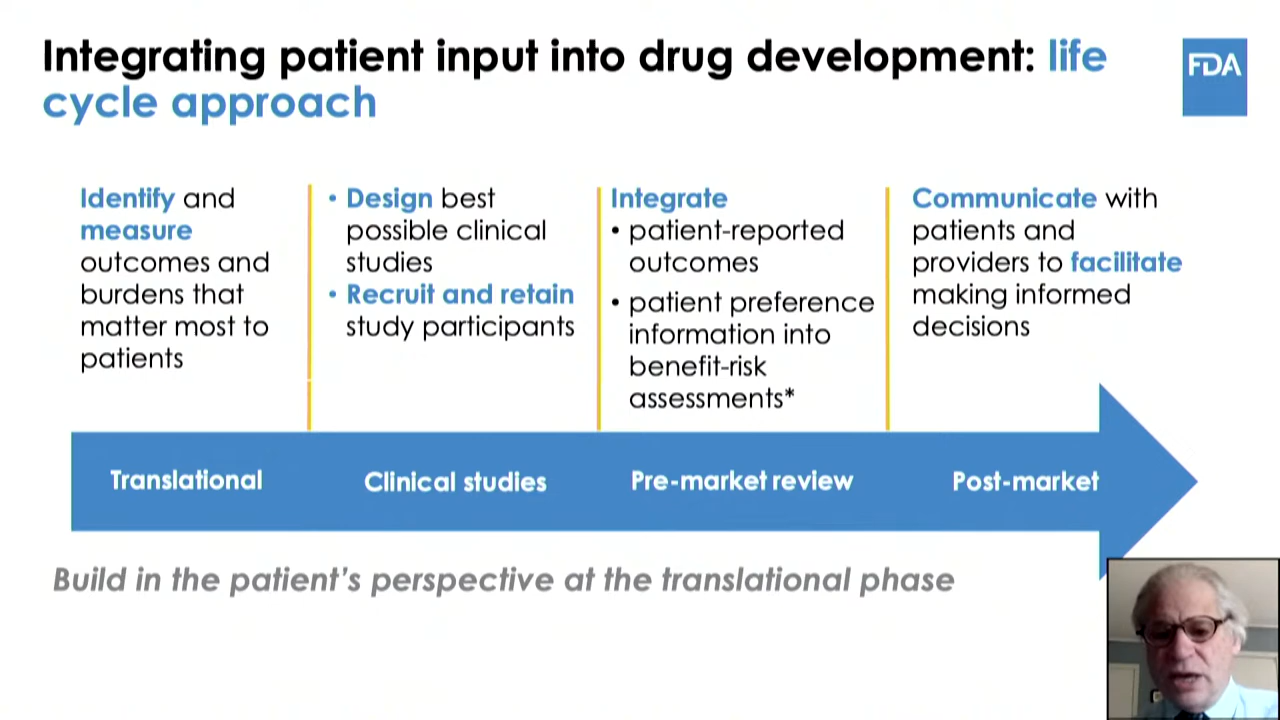 Integrating patient input into drug development: life
cycle approach
FDA
Identify and
measure
outcomes and
burdens that
matter most to
patients
• Design best
possible clinical
studies
• Recruit and retain
study participants
Integrate
• patient-reported
outcomes
• patient preference
information into
benefit-risk
assessments*
Communicate with
patients and
providers to facilitate
making informed
decisions
Translational
Clinical studies
Pre-market review
Post-market
Build in the patient's perspective at the translational phase